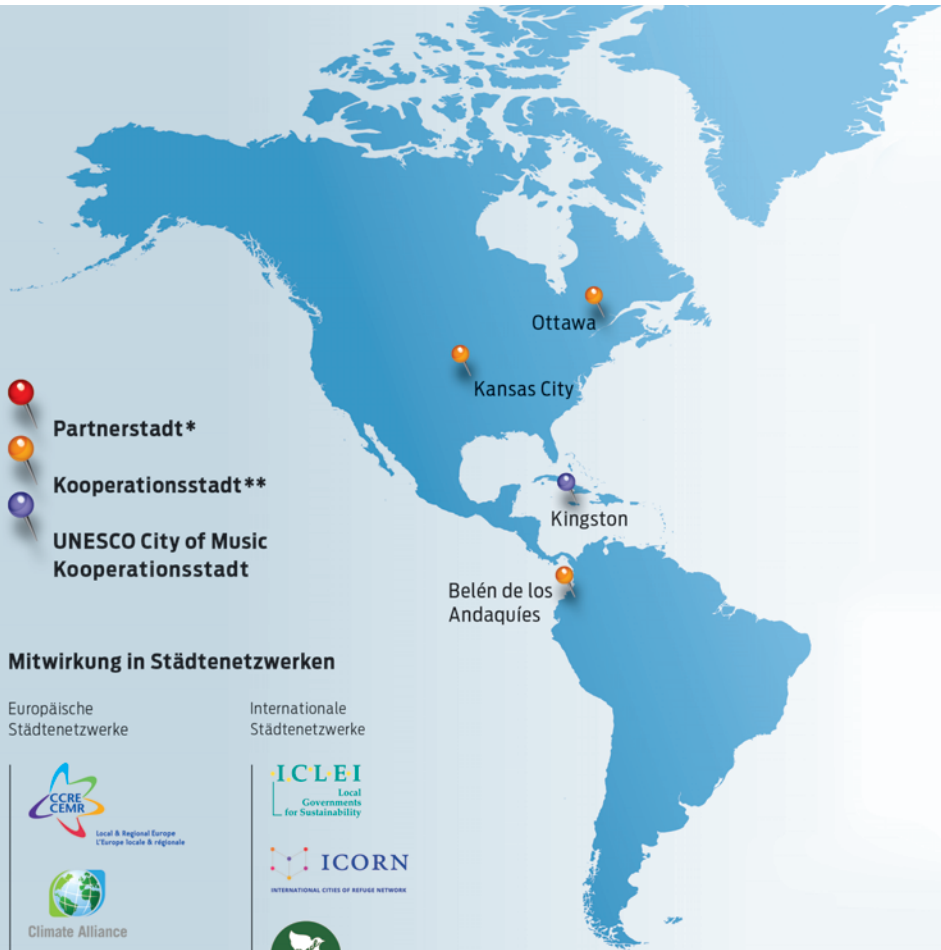 Ottawa
Kansas City
Partnerstadt*
Kooperationsstadt**
Kingston
UNESCO City of Music
Kooperationsstadt
Belén de los
Andaquíes
Mitwirkung in Städtenetzwerken
Europäische
Städtenetzwerke
Internationale
Städtenetzwerke
CCRE
CEMR
Local & Regional Europe
L'Europe locale & régionale
I.C.L.E.I
Local
Governments
for Sustainability
ICORN
INTERNATIONAL CITIES OF REFUGE NETWORK
Climate Alliance